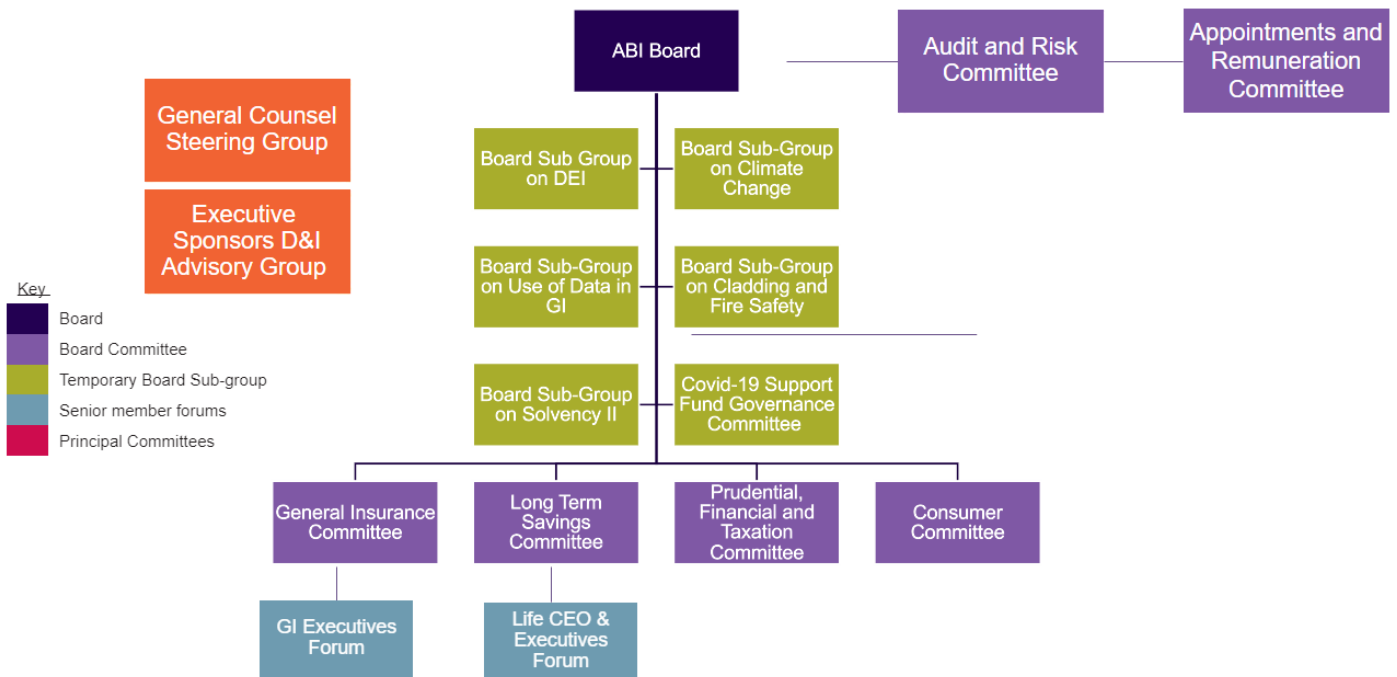 ABI Board
Audit and Risk
Committee
Appointments and
Remuneration
Committee
General Counsel
Steering Group
Executive
Sponsors D&I
Advisory Group
Board Sub Group
on DEI
Board Sub-Group
on Climate
Change
Board Sub-Group
on Use of Data in
GI
Board Sub-Group
on Cladding and
Fire Safety
Board Sub-Group
on Solvency II
Covid-19 Support
Fund Governance
Committee
Key
Board
Board Committee
Temporary Board Sub-group
Senior member forums
Principal Committees
General Insurance
Committee
Long Term
Savings
Committee
Prudential,
Financial and
Taxation
Committee
Consumer
Committee
GI Executives
Forum
Life CEO &
Executives
Forum